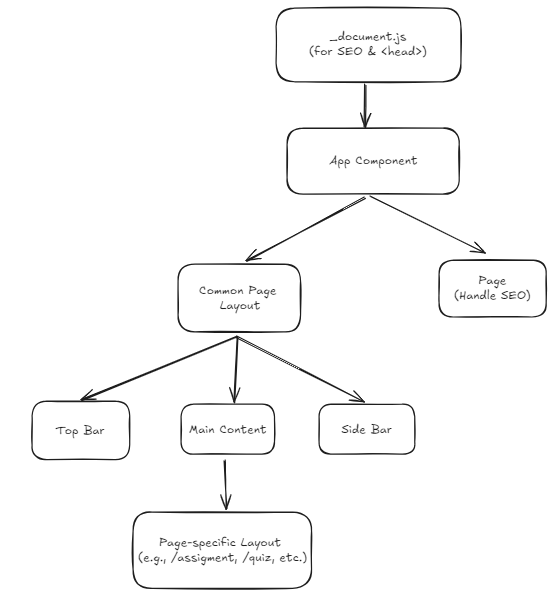 _document.js
(for SEO & <head>)
App Component
Common Page
Layout
Page
(Handle SEO)
Top Bar
Main Content
Side Bar
Page-specific Layout
(e.g., /assigment, /quiz, etc.)